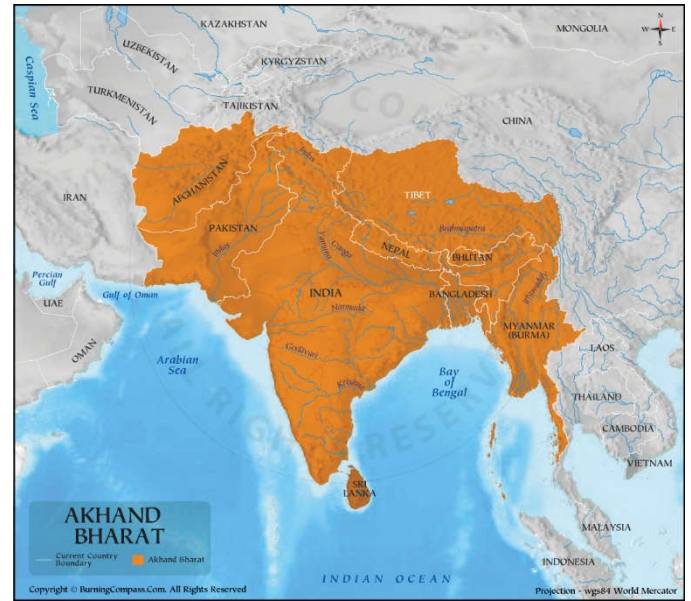 KAZAKHSTAN
MONGOLIA
N
W
E
S
UZBEKISTAN
KYRGYZSTAN
Caspian Sea
TURKMENISTAN
TAJIKISTAN
CHINA
IRAN
AFGHANISTAN
Indus
TIBET
PAKISTAN
Brahmaputra
Indus
Yamuna
Ganga
NEPAL
BHUTAN
Percian
Gulf
UAE
Gulf of Oman
INDIA
BANGLADESH
Irrawaddy
Narmada
MYANMAR
(BURMA)
OMAN
Arabian
Sea
Godavari
Bay
of
Bengal
LAOS
Krishna
THAILAND
CAMBODIA
VIETNAM
SRI
LANKA
MALAYSIA
INDONESIA
AKHAND
BHARAT
Current Country
Boundary
Akhand Bharat
INDIAN OCEAN
Copyright © BurningCompass.Com. All Rights Reserved
Projection - wgs84 World Mercator